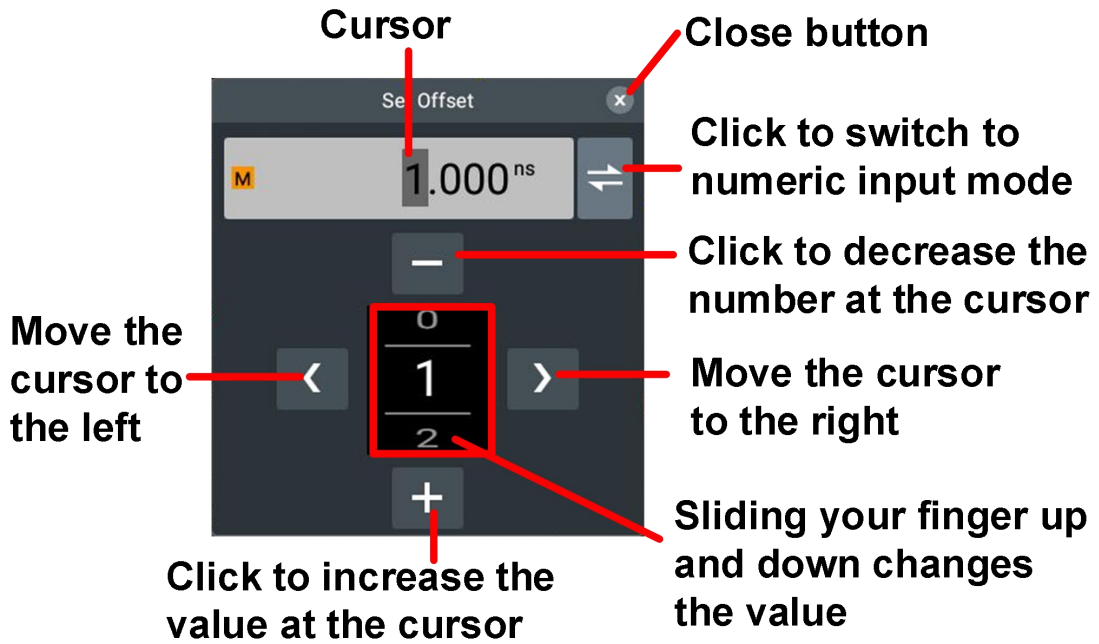 Cursor
Close button
Set Offset
x
M
1.000 ns
Click to switch to
numeric input mode
−
Click to decrease the
number at the cursor
0
1
2
Move the
cursor to
the left
Move the cursor
to the right
+
Sliding your finger up
and down changes
the value
Click to increase the
value at the cursor